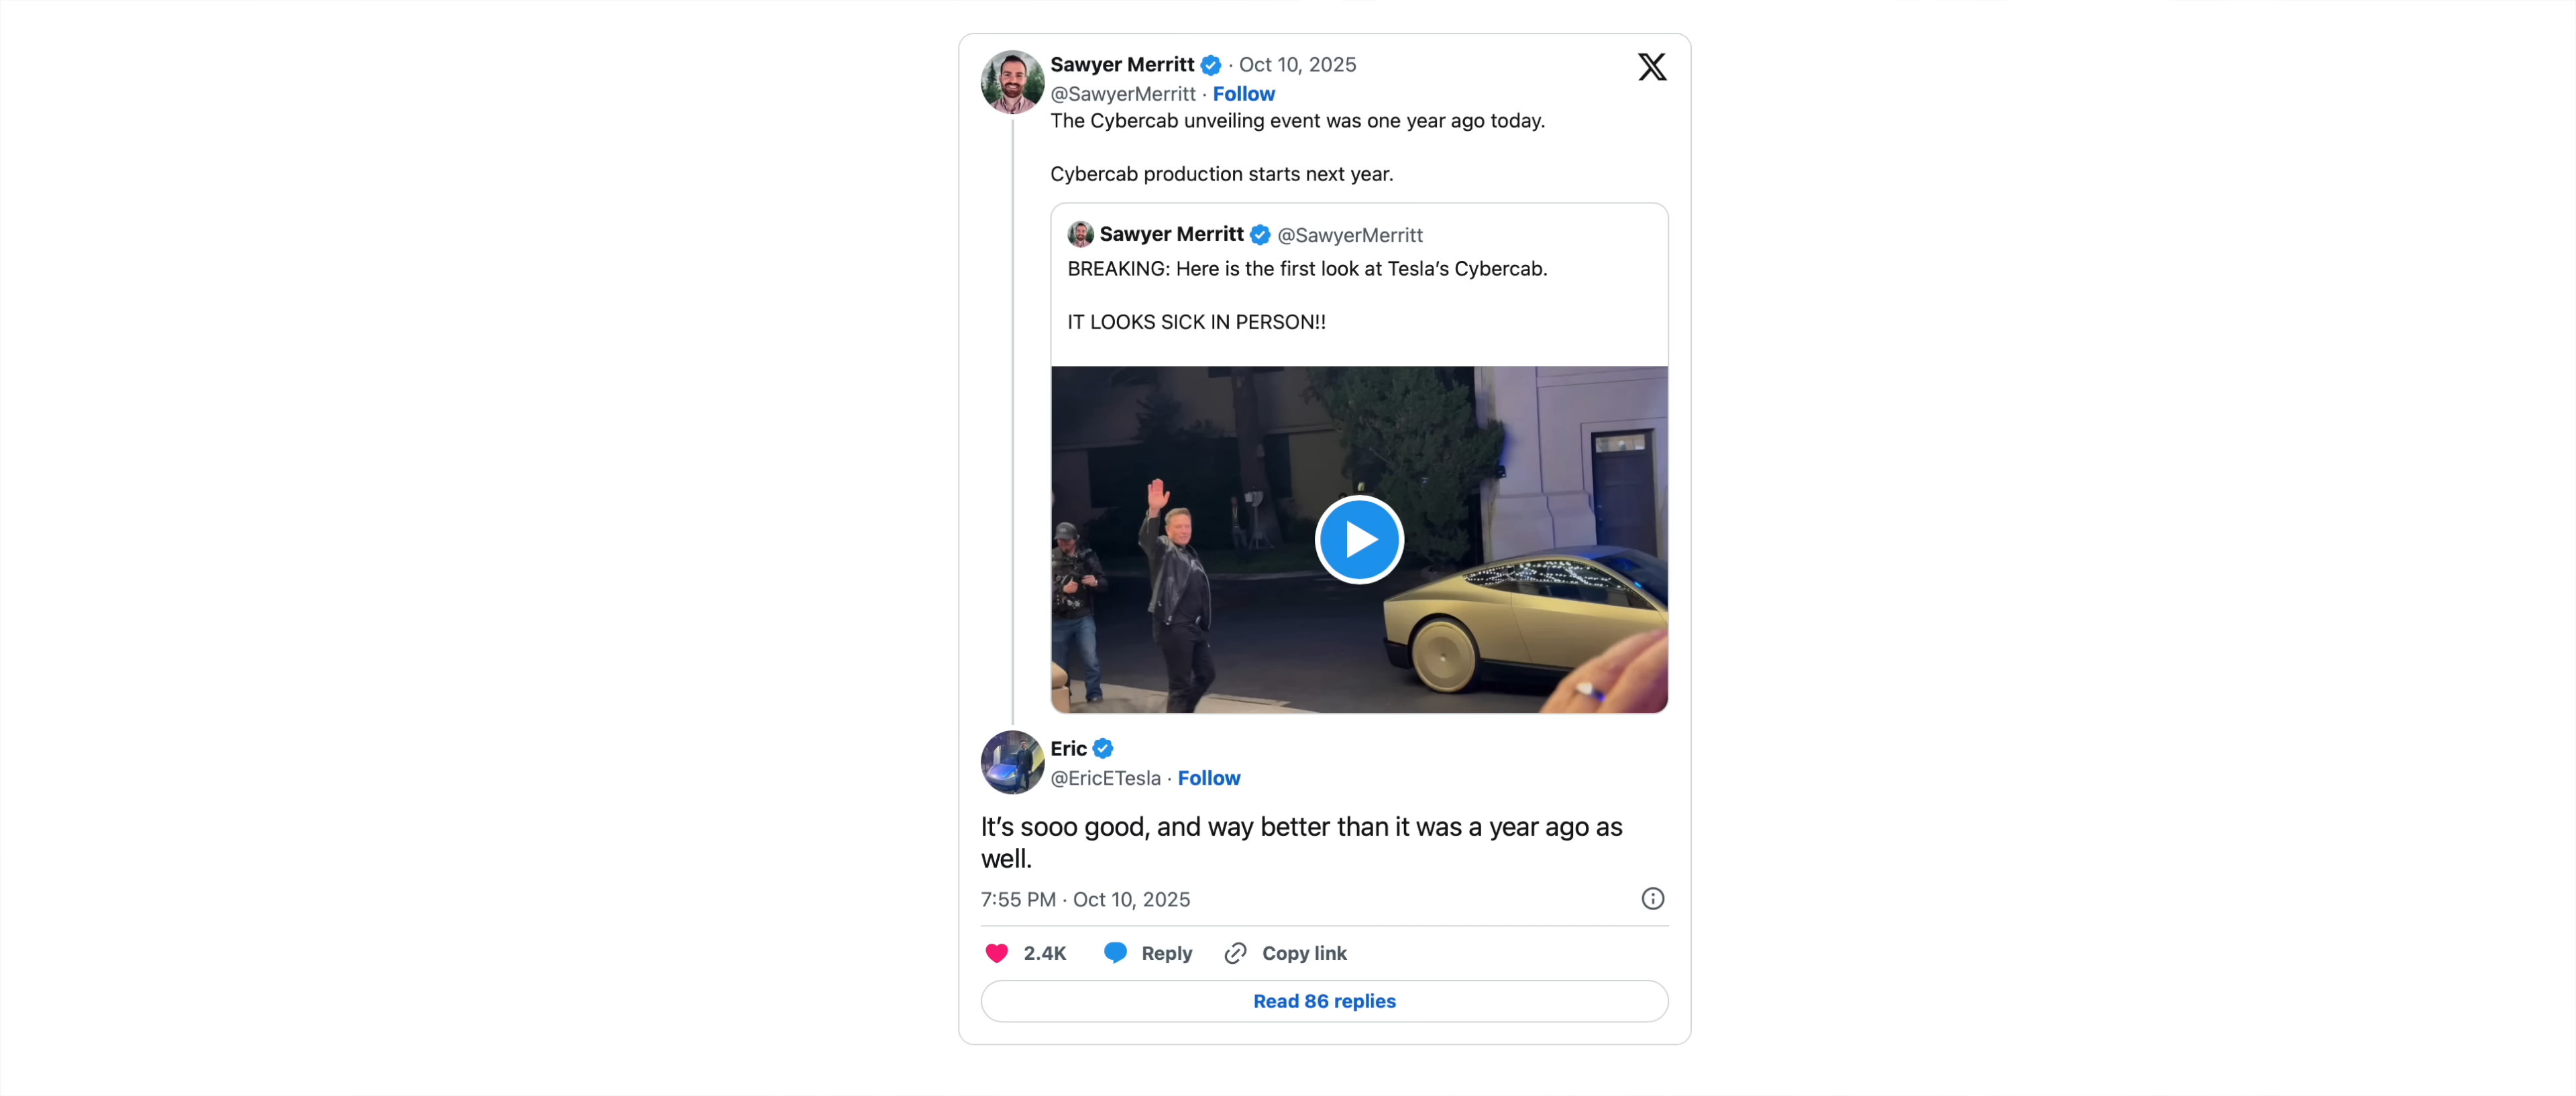 Sawyer Merritt · Oct 10, 2025
@SawyerMerritt · Follow
The Cybercab unveiling event was one year ago today.
Cybercab production starts next year.
Sawyer Merritt @SawyerMerritt
BREAKING: Here is the first look at Tesla’s Cybercab.
IT LOOKS SICK IN PERSON!!
Eric
@EricETesla · Follow
It’s sooo good, and way better than it was a year ago as
well.
7:55 PM · Oct 10, 2025
2.4K Reply Copy link
Read 86 replies